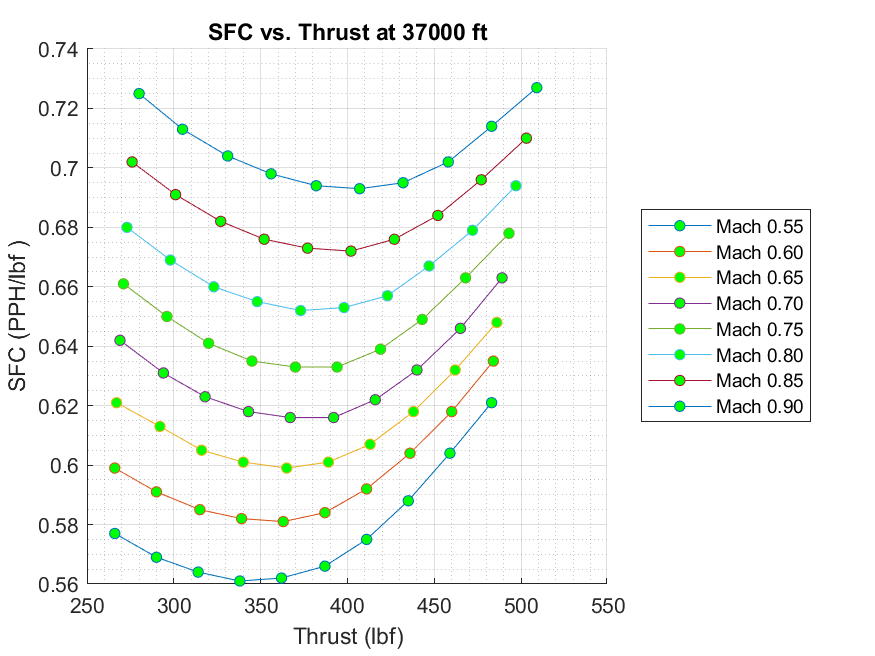 SFC vs. Thrust at 37000 ft
0.74
0.72
0.7
0.68
0.66
0.64
0.62
0.6
0.58
0.56
SFC (PPH/lbf )
250 300 350 400 450 500 550
Thrust (lbf)
Mach 0.55
Mach 0.60
Mach 0.65
Mach 0.70
Mach 0.75
Mach 0.80
Mach 0.85
Mach 0.90